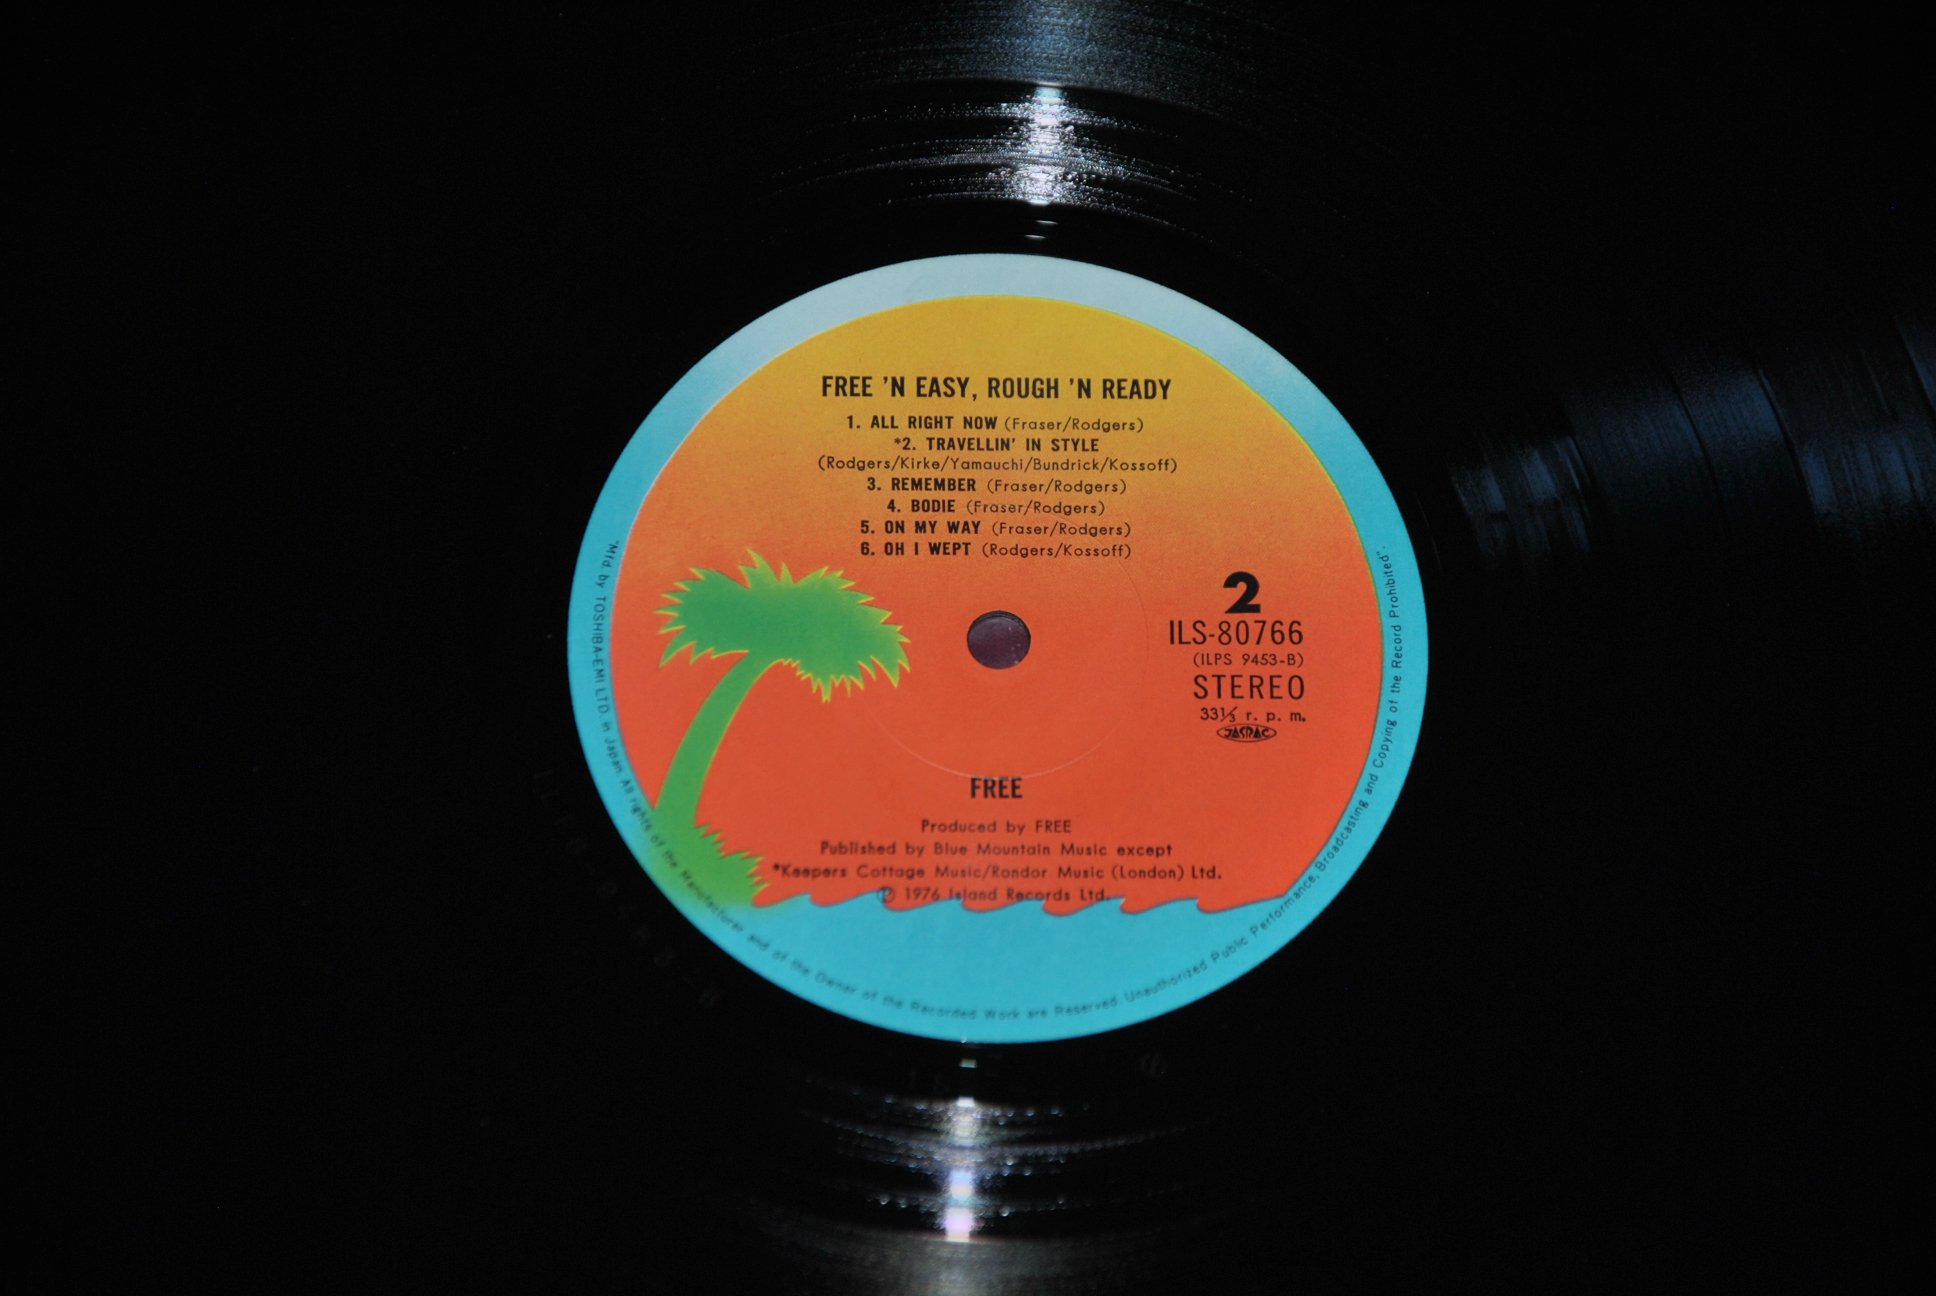 FREE 'N EASY, ROUGH 'N READY
1. ALL RIGHT NOW (Fraser/Rodgers)
*2. TRAVELLIN' IN STYLE
(Rodgers/Kirke/Yamauchi/Bundrick/Kossoff)
3. REMEMBER (Fraser/Rodgers)
4. BODIE (Fraser/Rodgers)
5. ON MY WAY (Fraser/Rodgers)
6. OH I WEPT (Rodgers/Kossoff)
2
ILS-80766
(ILPS 9453-B)
STEREO
33⅓ r. p. m.
JASRAC
FREE
Produced by FREE
Published by Blue Mountain Music except
*Keepers Cottage Music/Rondor Music (London) Ltd.
℗ 1976 Island Records Ltd.
"Mfd. by TOSHIBA-EMI LTD. in Japan. All rights of the Manufacturer and of the Owner of the Recorded Work are Reserved. Unauthorized Public Performance, Broadcasting and Copying of the Record Prohibited".